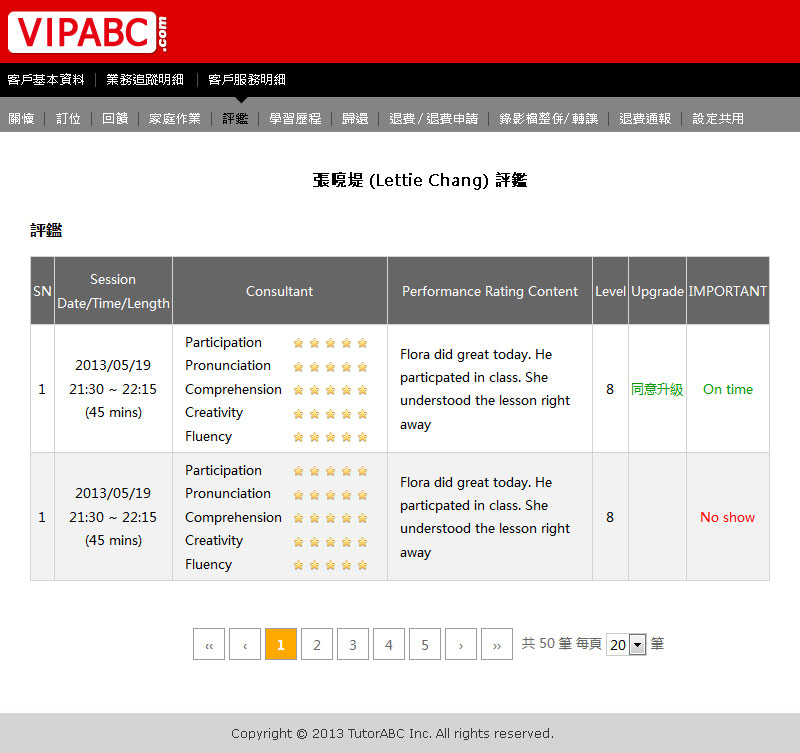 VIPABC.com
客戶基本資料 | 業務追蹤明細 | 客戶服務明細
關懷 | 訂位 | 回饋 | 家庭作業 | 評鑑 | 學習歷程 | 歸還 | 退費 / 退費申請 | 錄影檔整併/ 轉讓 | 退費通報 | 設定共用
張皢堤 (Lettie Chang) 評鑑
評鑑
SN Session Date/Time/Length Consultant Performance Rating Content Level Upgrade IMPORTANT
Participation
Pronunciation
Comprehension
Creativity
Fluency
1
2013/05/19
21:30 ~ 22:15
(45 mins)
Flora did great today. He
particpated in class. She
understood the lesson right
away
8
同意升級
On time
Participation
Pronunciation
Comprehension
Creativity
Fluency
1
2013/05/19
21:30 ~ 22:15
(45 mins)
Flora did great today. He
particpated in class. She
understood the lesson right
away
8
No show
‹‹ ‹ 1 2 3 4 5 › ›› 共 50 筆 每頁 20 筆
Copyright © 2013 TutorABC Inc. All rights reserved.